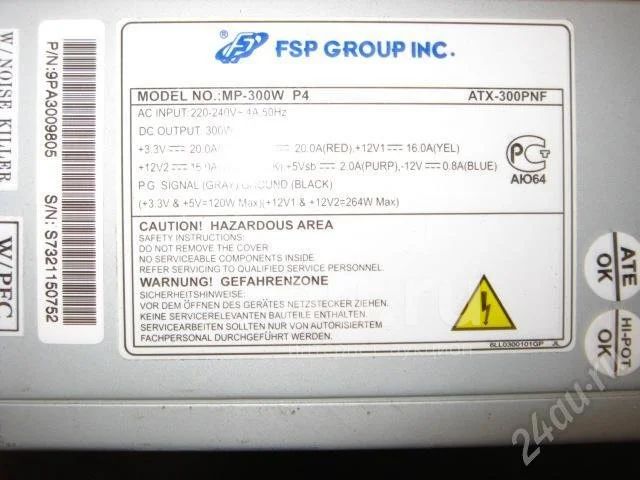 W/ NOISE KILLER
W/PFC
P/N:9PA3009805
S/N: S7321150752
FSP GROUP INC.
MODEL NO.:MP-300W P4 ATX-300PNF
AC INPUT:220-240V~ 4A 50Hz
DC OUTPUT:300W
+3.3V 20.0A 20.0A(RED),+12V1 16.0A(YEL)
+12V2 +5Vsb 2.0A(PURP),-12V 0.8A(BLUE)
P.G. SIGNAL (GRAY) (BLACK)
(+3.3V & +5V=120W Max)(+12V1 & +12V2=264W Max)
PC
АЮ64
CAUTION! HAZARDOUS AREA
SAFETY INSTRUCTIONS:
DO NOT REMOVE THE COVER
NO SERVICEABLE COMPONENTS INSIDE
REFER SERVICING TO QUALIFIED SERVICE PERSONNEL.
WARNUNG! GEFAHRENZONE
SICHERHEITSHINWEISE:
VOR DEM ÖFFNEN DES GERÄTES NETZSTECKER ZIEHEN.
KEINE SERVICERELEVANTEN BAUTEILE ENTHALTEN
SERVICEARBEITEN SOLLTEN NUR VON AUTORISIERTEM
FACHPERSONAL DURCHGEFÜHRT WERDEN.
6LL0300101GP JL
ATE
OK
HI-POT
OK
24au.ru